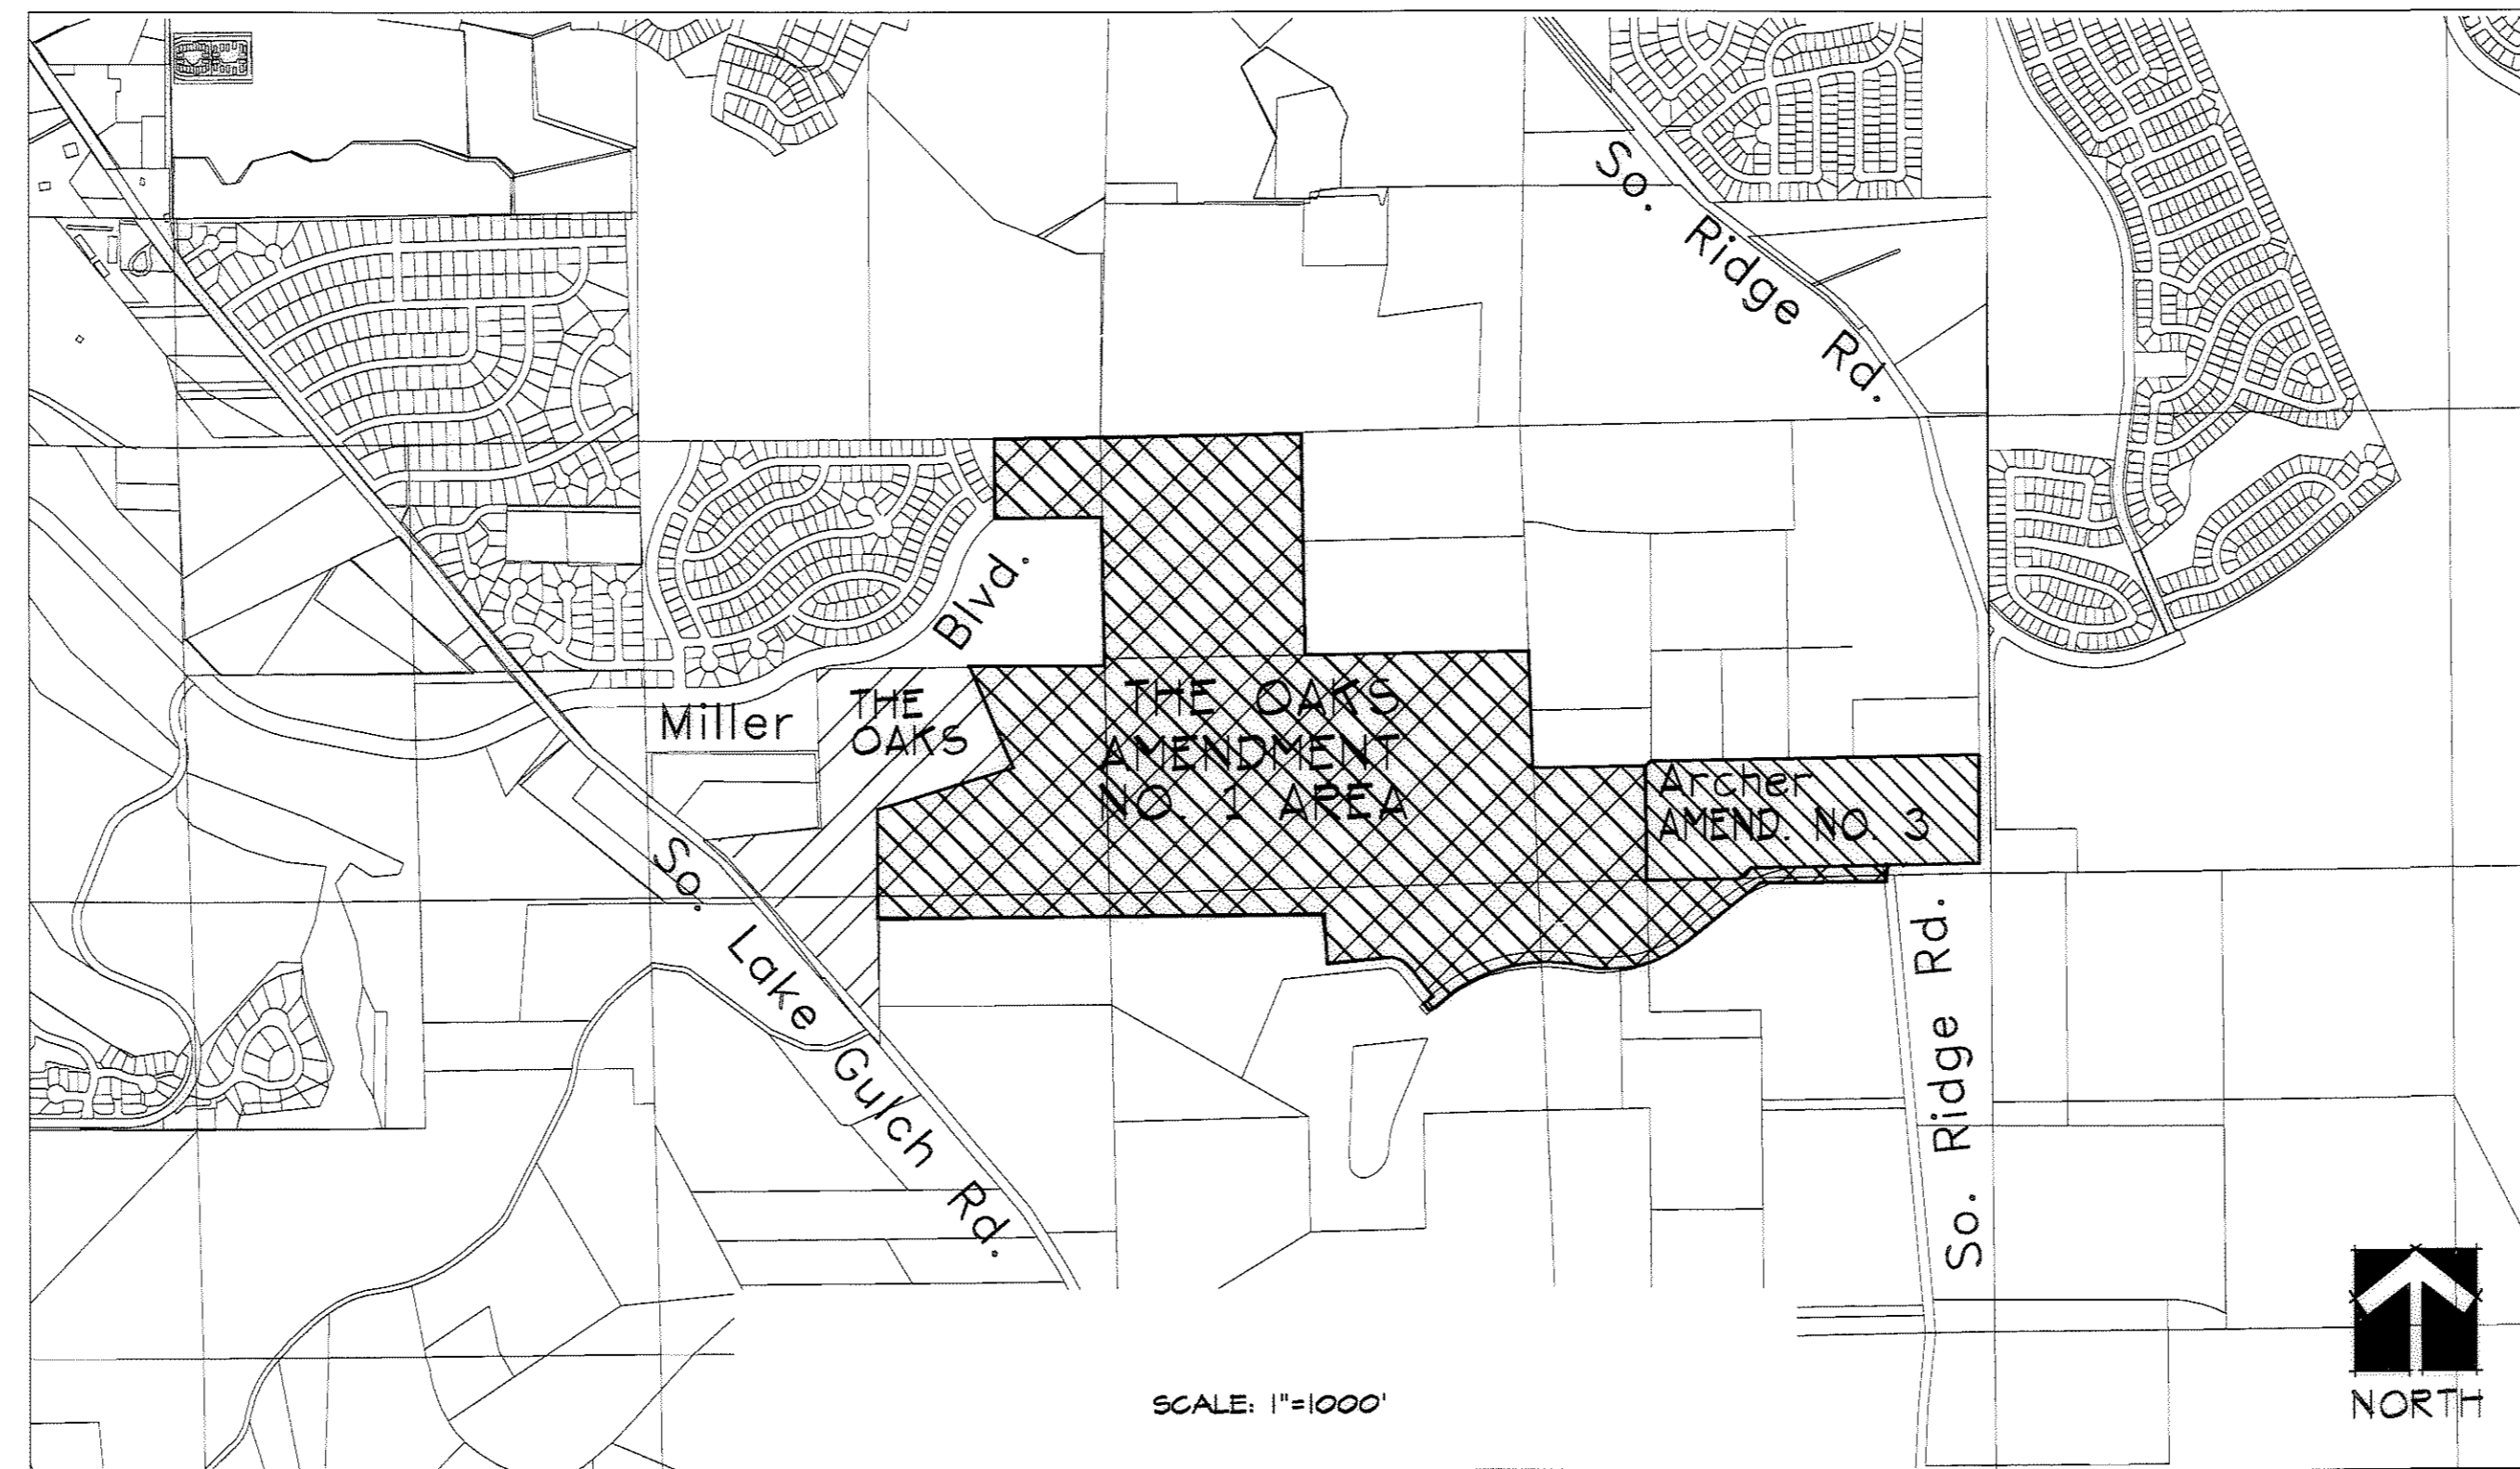 So. Ridge Rd.
Miller Blvd.
THE
OAKS
THE OAKS
AMENDMENT
NO. 1 AREA
Archer
AMEND. NO. 3
So. Lake Gulch Rd.
So. Ridge Rd.
SCALE: 1"=1000'
NORTH